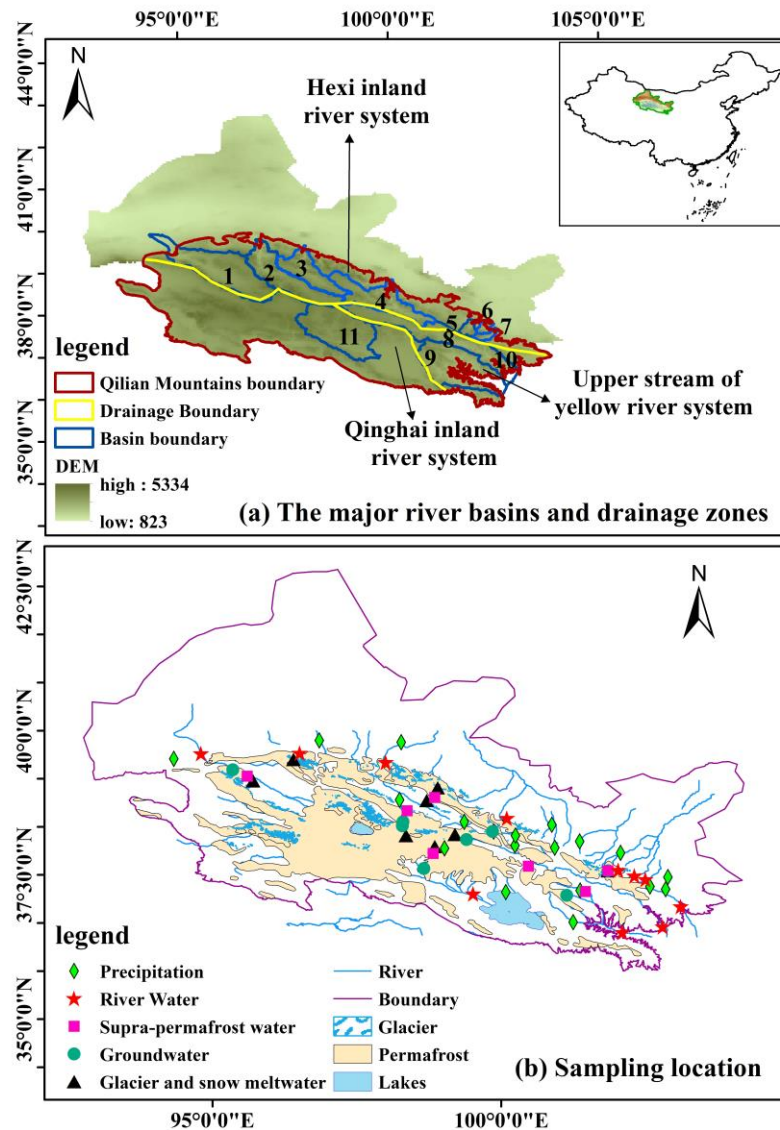 95°0'0"E 100°0'0"E 105°0'0"E
N
44°0'0"N
41°0'0"N
38°0'0"N
35°0'0"N
Hexi inland
river system
1
2
3
4
5
6
7
8
9
10
11
Upper stream of
yellow river system
Qinghai inland
river system
legend
Qilian Mountains boundary
Drainage Boundary
Basin boundary
DEM
high : 5334
low: 823
(a) The major river basins and drainage zones
N
42°30'0"N
40°0'0"N
37°30'0"N
35°0'0"N
legend
Precipitation
River Water
Supra-permafrost water
Groundwater
Glacier and snow meltwater
River
Boundary
Glacier
Permafrost
Lakes
(b) Sampling location
95°0'0"E 100°0'0"E